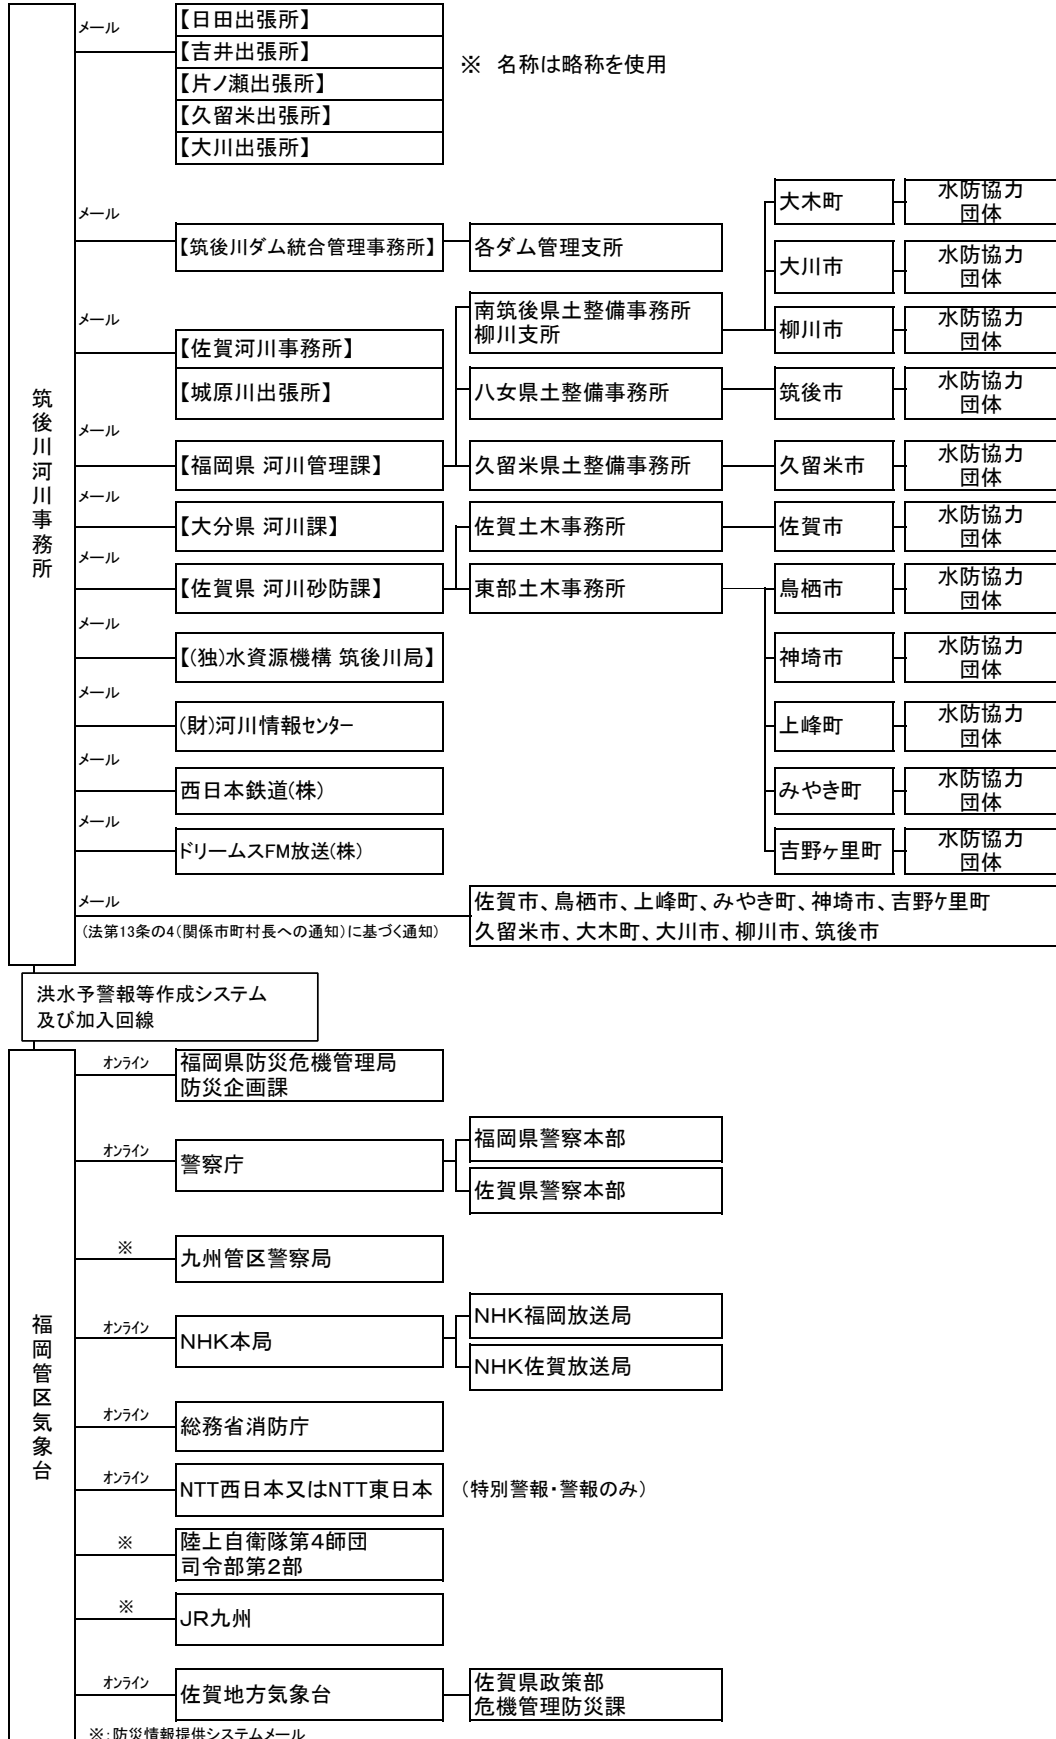 筑後川河川事務所
メール
【日田出張所】
【吉井出張所】
【片ノ瀬出張所】
【久留米出張所】
【大川出張所】
※ 名称は略称を使用
メール
【筑後川ダム統合管理事務所】
各ダム管理支所
メール
【佐賀河川事務所】
【城原川出張所】
メール
【福岡県 河川管理課】
南筑後県土整備事務所
柳川支所
大木町
水防協力
団体
大川市
水防協力
団体
柳川市
水防協力
団体
八女県土整備事務所
筑後市
水防協力
団体
久留米県土整備事務所
久留米市
水防協力
団体
メール
【大分県 河川課】
メール
【佐賀県 河川砂防課】
佐賀土木事務所
佐賀市
水防協力
団体
東部土木事務所
鳥栖市
水防協力
団体
神埼市
水防協力
団体
上峰町
水防協力
団体
みやき町
水防協力
団体
吉野ヶ里町
水防協力
団体
メール
【(独)水資源機構 筑後川局】
メール
(財)河川情報センター
メール
西日本鉄道(株)
メール
ドリームスFM放送(株)
メール
(法第13条の4(関係市町村長への通知)に基づく通知)
佐賀市、鳥栖市、上峰町、みやき町、神埼市、吉野ケ里町
久留米市、大木町、大川市、柳川市、筑後市
洪水予警報等作成システム
及び加入回線
福岡管区気象台
オンライン
福岡県防災危機管理局
防災企画課
オンライン
警察庁
福岡県警察本部
佐賀県警察本部
※
九州管区警察局
オンライン
NHK本局
NHK福岡放送局
NHK佐賀放送局
オンライン
総務省消防庁
オンライン
NTT西日本又はNTT東日本
(特別警報・警報のみ)
※
陸上自衛隊第4師団
司令部第2部
※
JR九州
オンライン
佐賀地方気象台
佐賀県政策部
危機管理防災課
※:防災情報提供システムメール